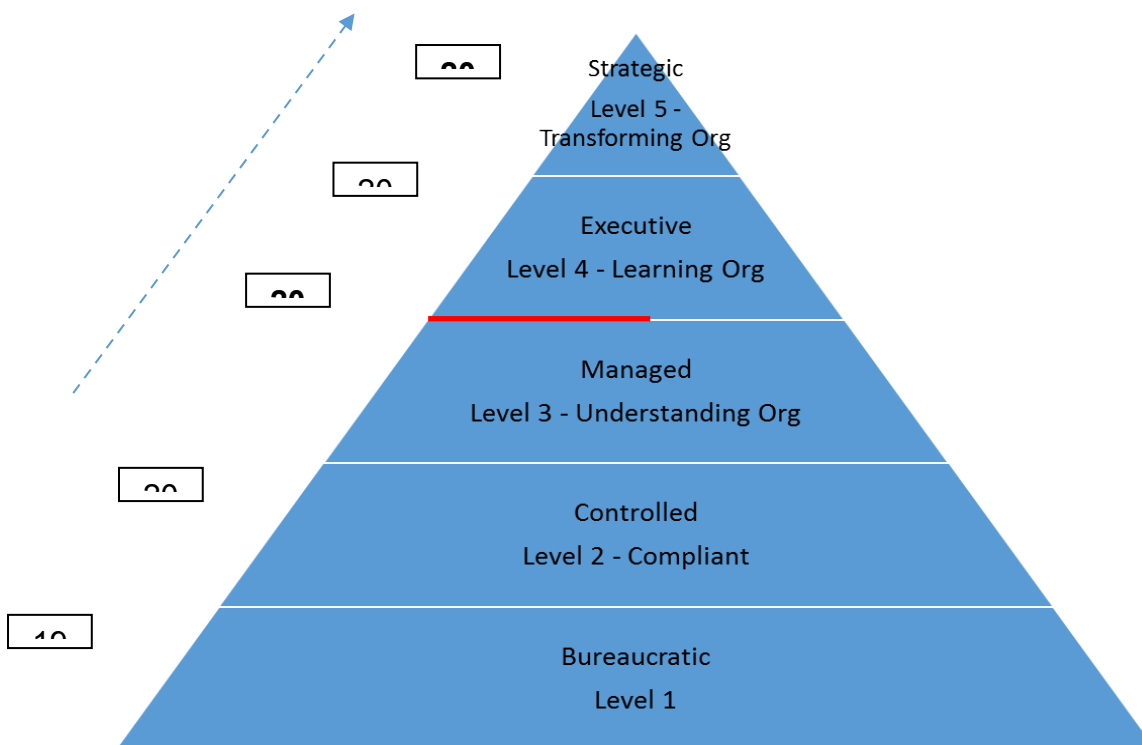 Strategic
Level 5 -
Transforming Org
Executive
Level 4 - Learning Org
Managed
Level 3 - Understanding Org
Controlled
Level 2 - Compliant
Bureaucratic
Level 1